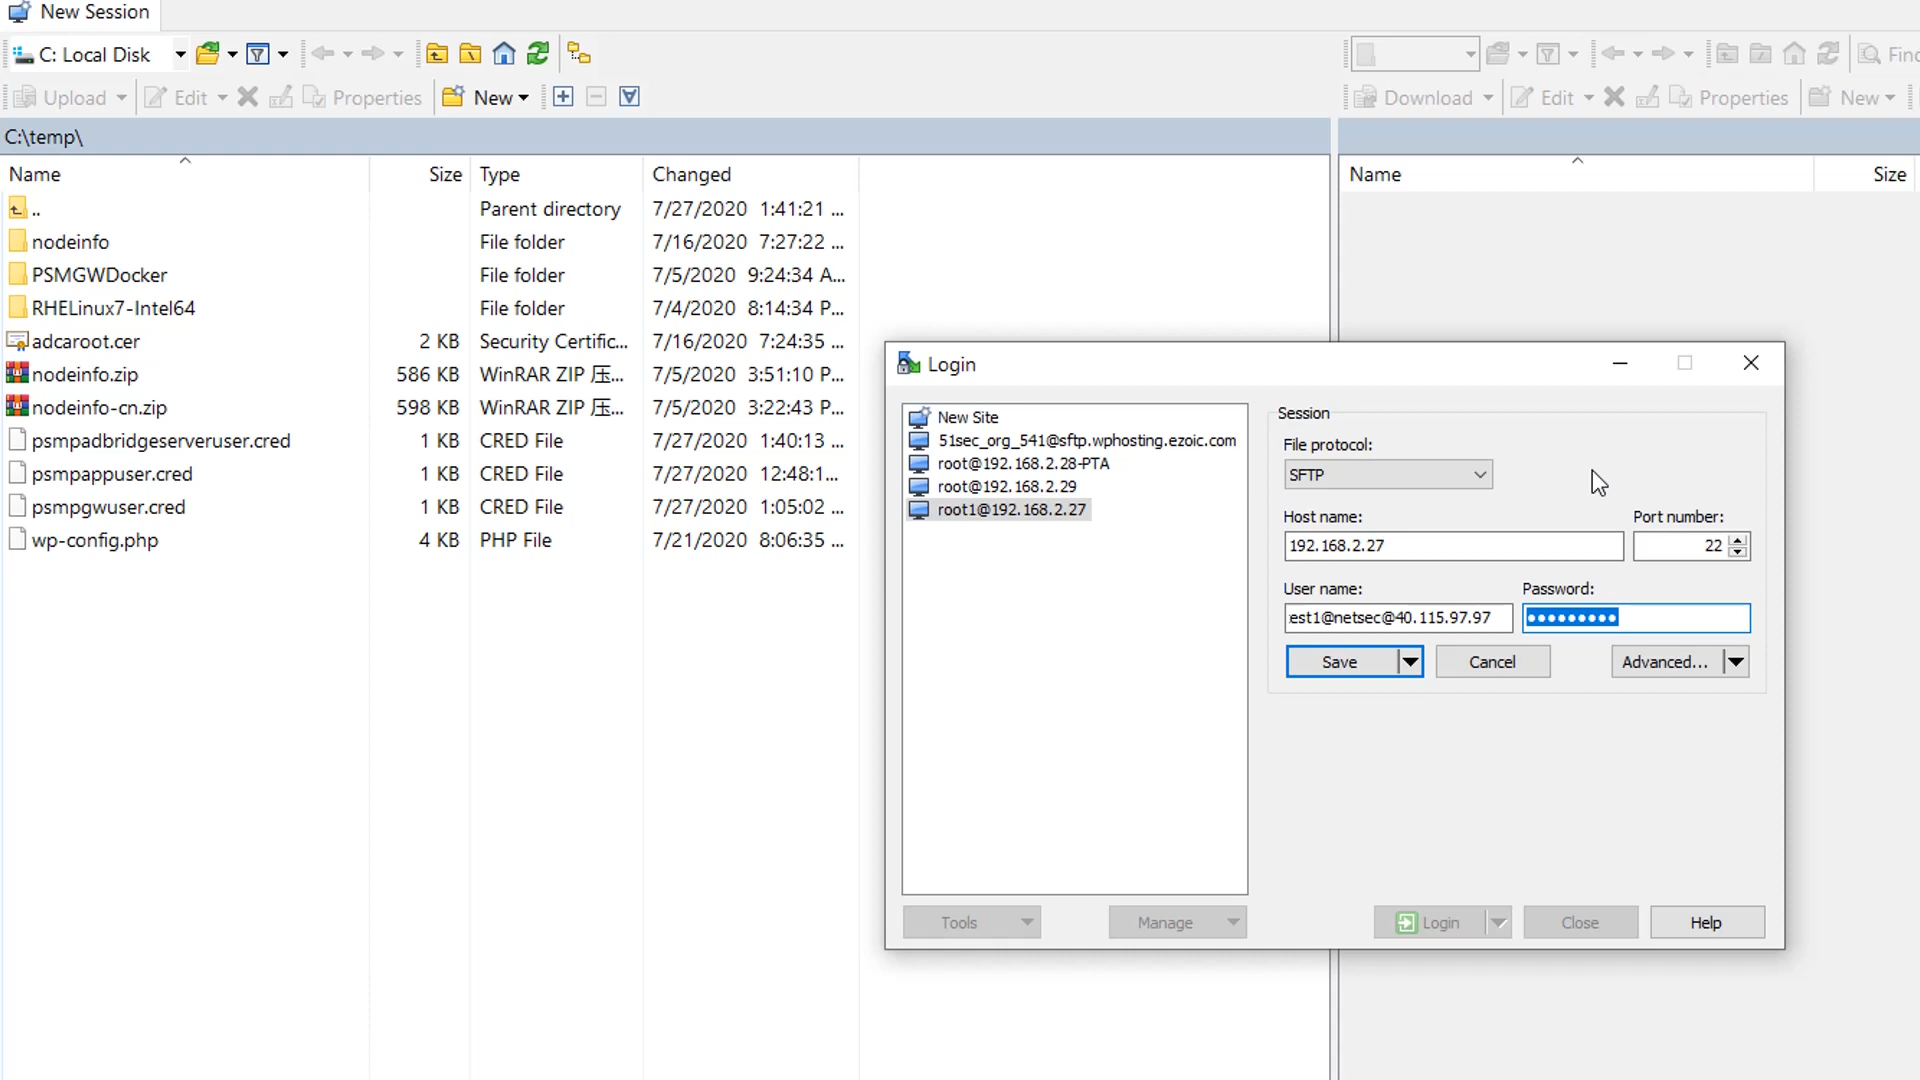 New Session
C: Local Disk
Find
Upload Edit Properties New
Download Edit Properties New
C:\temp\
Name Size Type Changed
Name Size
.. Parent directory 7/27/2020 1:41:21 ...
nodeinfo File folder 7/16/2020 7:27:22 ...
PSMGWDocker File folder 7/5/2020 9:24:34 A...
RHELinux7-Intel64 File folder 7/4/2020 8:14:34 P...
adcaroot.cer 2 KB Security Certific... 7/16/2020 7:24:35 ...
nodeinfo.zip 586 KB WinRAR ZIP 压... 7/5/2020 3:51:10 P...
nodeinfo-cn.zip 598 KB WinRAR ZIP 压... 7/5/2020 3:22:43 P...
psmpadbridgeserveruser.cred 1 KB CRED File 7/27/2020 1:40:13 ...
psmpappuser.cred 1 KB CRED File 7/27/2020 12:48:1...
psmpgwuser.cred 1 KB CRED File 7/27/2020 1:05:02 ...
wp-config.php 4 KB PHP File 7/21/2020 8:06:35 ...
Login
New Site
51sec_org_541@sftp.wphosting.ezoic.com
root@192.168.2.28-PTA
root@192.168.2.29
root1@192.168.2.27
Session
File protocol:
SFTP
Host name: Port number:
192.168.2.27 22
User name: Password:
est1@netsec@40.115.97.97 ●●●●●●●●●
Save Cancel Advanced...
Tools Manage Login Close Help